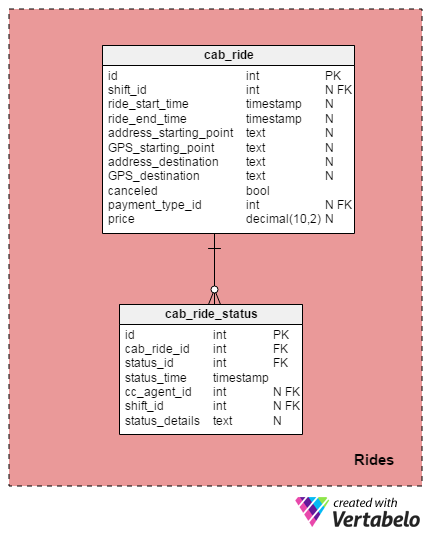 cab_ride
id int PK
shift_id int N FK
ride_start_time timestamp N
ride_end_time timestamp N
address_starting_point text N
GPS_starting_point text N
address_destination text N
GPS_destination text N
canceled bool
payment_type_id int N FK
price decimal(10,2) N
cab_ride_status
id int PK
cab_ride_id int FK
status_id int FK
status_time timestamp
cc_agent_id int N FK
shift_id int N FK
status_details text N
Rides
created with
Vertabelo